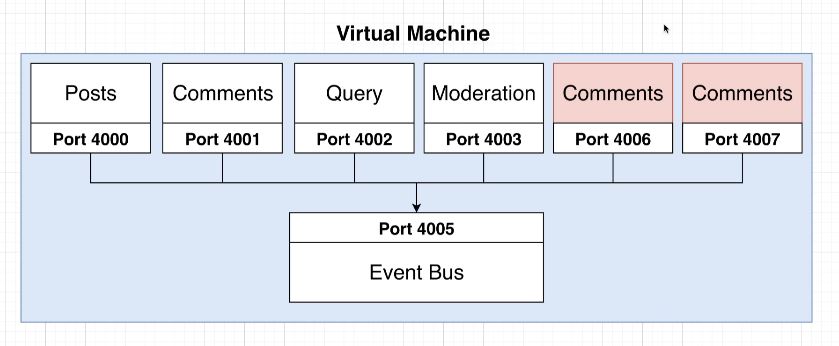 Virtual Machine
Posts
Comments
Query
Moderation
Comments
Comments
Port 4000
Port 4001
Port 4002
Port 4003
Port 4006
Port 4007
Port 4005
Event Bus